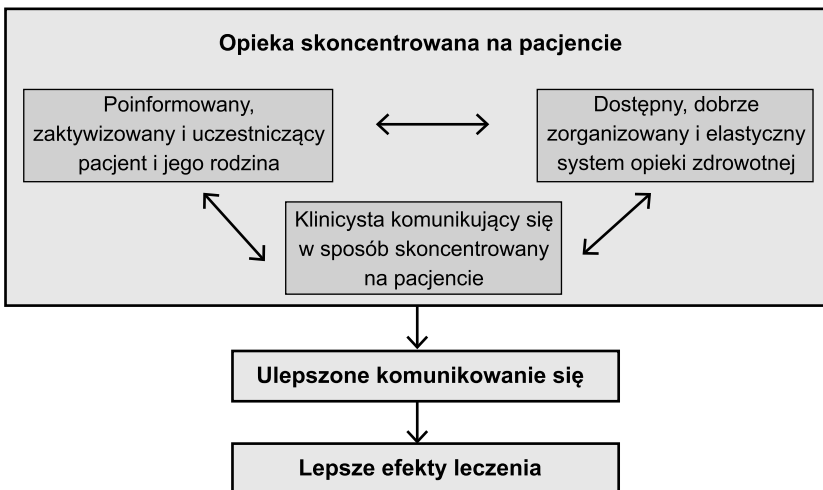 Opieka skoncentrowana na pacjencie
Poinformowany,
zaktywizowany i uczestniczący
pacjent i jego rodzina
Dostępny, dobrze
zorganizowany i elastyczny
system opieki zdrowotnej
Klinicysta komunikujący się
w sposób skoncentrowany
na pacjencie
Ulepszone komunikowanie się
Lepsze efekty leczenia